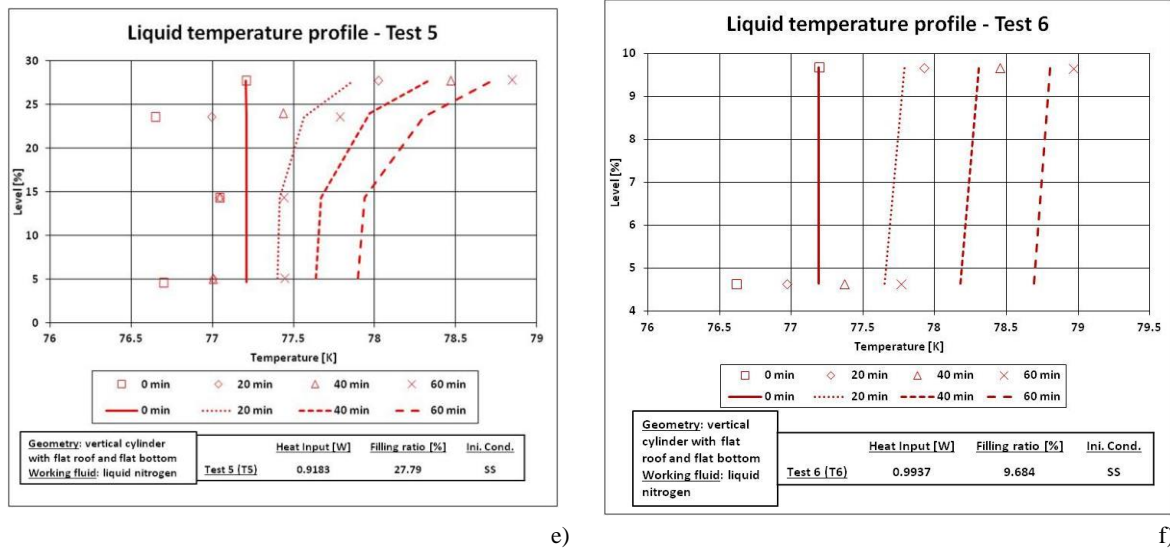 Liquid temperature profile - Test 5
30
25
20
15
10
5
0
Level [%]
76 76.5 77 77.5 78 78.5 79
Temperature [K]
0 min 20 min 40 min 60 min
0 min 20 min 40 min 60 min
Geometry: vertical cylinder
with flat roof and flat bottom
Working fluid: liquid nitrogen
Heat Input [W] Filling ratio [%] Ini. Cond.
Test 5 (T5) 0.9183 27.79 SS
e)
Liquid temperature profile - Test 6
10
9
8
7
6
5
4
Level [%]
76 76.5 77 77.5 78 78.5 79 79.5
Temperature [K]
0 min 20 min 40 min 60 min
0 min 20 min 40 min 60 min
Geometry: vertical
cylinder with flat
roof and flat bottom
Working fluid: liquid
nitrogen
Heat Input [W] Filling ratio [%] Ini. Cond.
Test 6 (T6) 0.9937 9.684 SS
f)